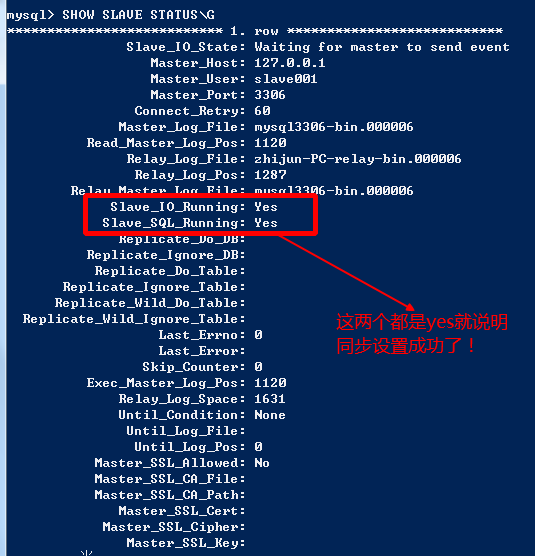 mysql> SHOW SLAVE STATUS\G
*************************** 1. row ***************************
Slave_IO_State: Waiting for master to send event
Master_Host: 127.0.0.1
Master_User: slave001
Master_Port: 3306
Connect_Retry: 60
Master_Log_File: mysql3306-bin.000006
Read_Master_Log_Pos: 1120
Relay_Log_File: zhijun-PC-relay-bin.000006
Relay_Log_Pos: 1287
Relay_Master_Log_File: mysql3306-bin.000006
Slave_IO_Running: Yes
Slave_SQL_Running: Yes
Replicate_Do_DB:
Replicate_Ignore_DB:
Replicate_Do_Table:
Replicate_Ignore_Table:
Replicate_Wild_Do_Table:
Replicate_Wild_Ignore_Table:
Last_Errno: 0
Last_Error:
Skip_Counter: 0
Exec_Master_Log_Pos: 1120
Relay_Log_Space: 1631
Until_Condition: None
Until_Log_File:
Until_Log_Pos: 0
Master_SSL_Allowed: No
Master_SSL_CA_File:
Master_SSL_CA_Path:
Master_SSL_Cert:
Master_SSL_Cipher:
Master_SSL_Key:
这两个都是yes就说明
同步设置成功了！